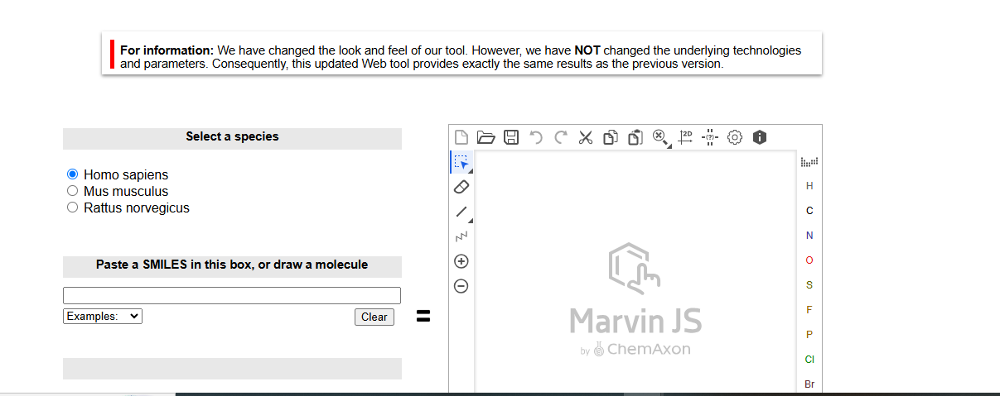 For information: We have changed the look and feel of our tool. However, we have NOT changed the underlying technologies
and parameters. Consequently, this updated Web tool provides exactly the same results as the previous version.
Select a species
Homo sapiens
Mus musculus
Rattus norvegicus
Paste a SMILES in this box, or draw a molecule
Examples:
Clear
=
2D
(?)
H
C
N
O
S
F
P
Cl
Br
Marvin JS
by ChemAxon